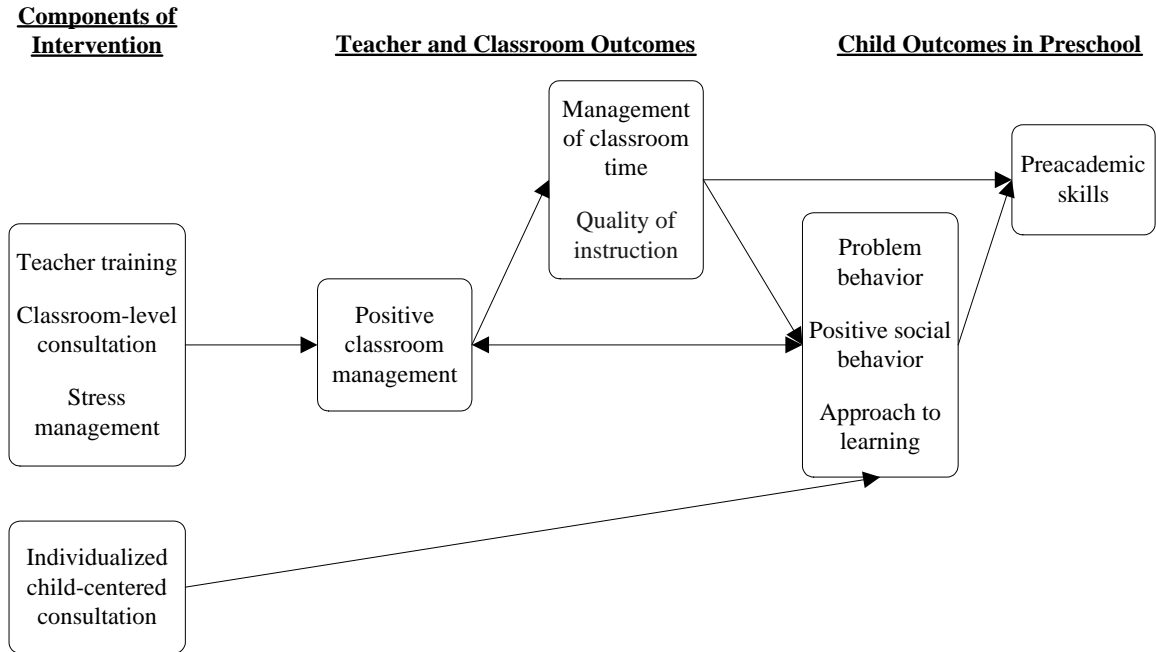 Components of
Intervention
Teacher and Classroom Outcomes
Child Outcomes in Preschool
Teacher training
Classroom-level
consultation
Stress
management
Individualized
child-centered
consultation
Positive
classroom
management
Management
of classroom
time
Quality of
instruction
Problem
behavior
Positive social
behavior
Approach to
learning
Preacademic
skills